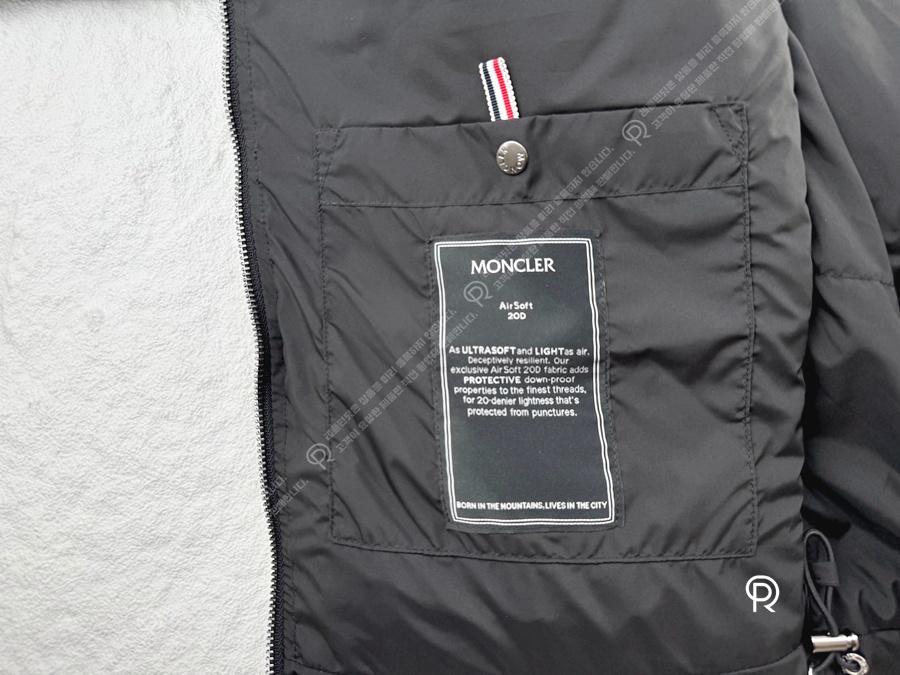 MONCLER
MONCLER
AirSoft
20D
As ULTRASOFT and LIGHT as air.
Deceptively resilient. Our
exclusive AirSoft 20D fabric adds
PROTECTIVE down-proof
properties to the finest threads,
for 20-denier lightness that's
protected from punctures.
BORN IN THE MOUNTAINS, LIVES IN THE CITY